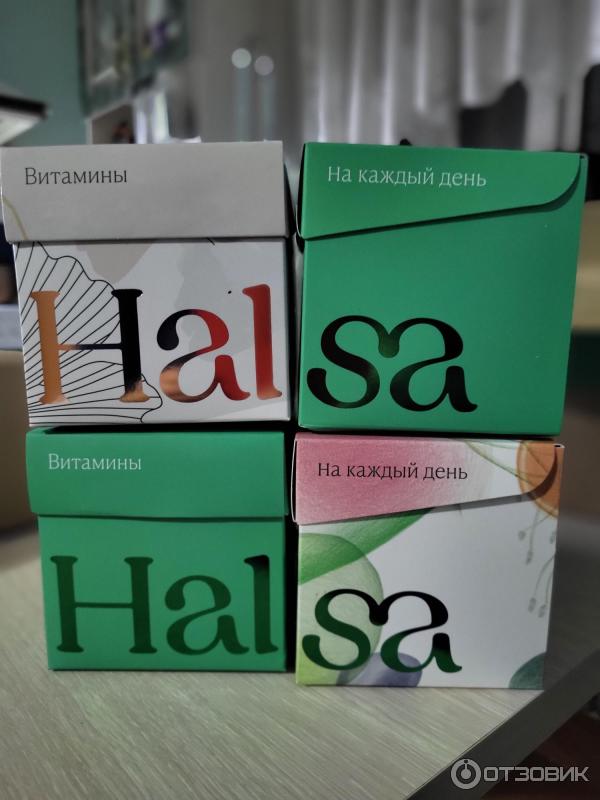 Витамины
На каждый день
Hal
sa
Витамины
На каждый день
Hal
sa
ОТЗОВИК